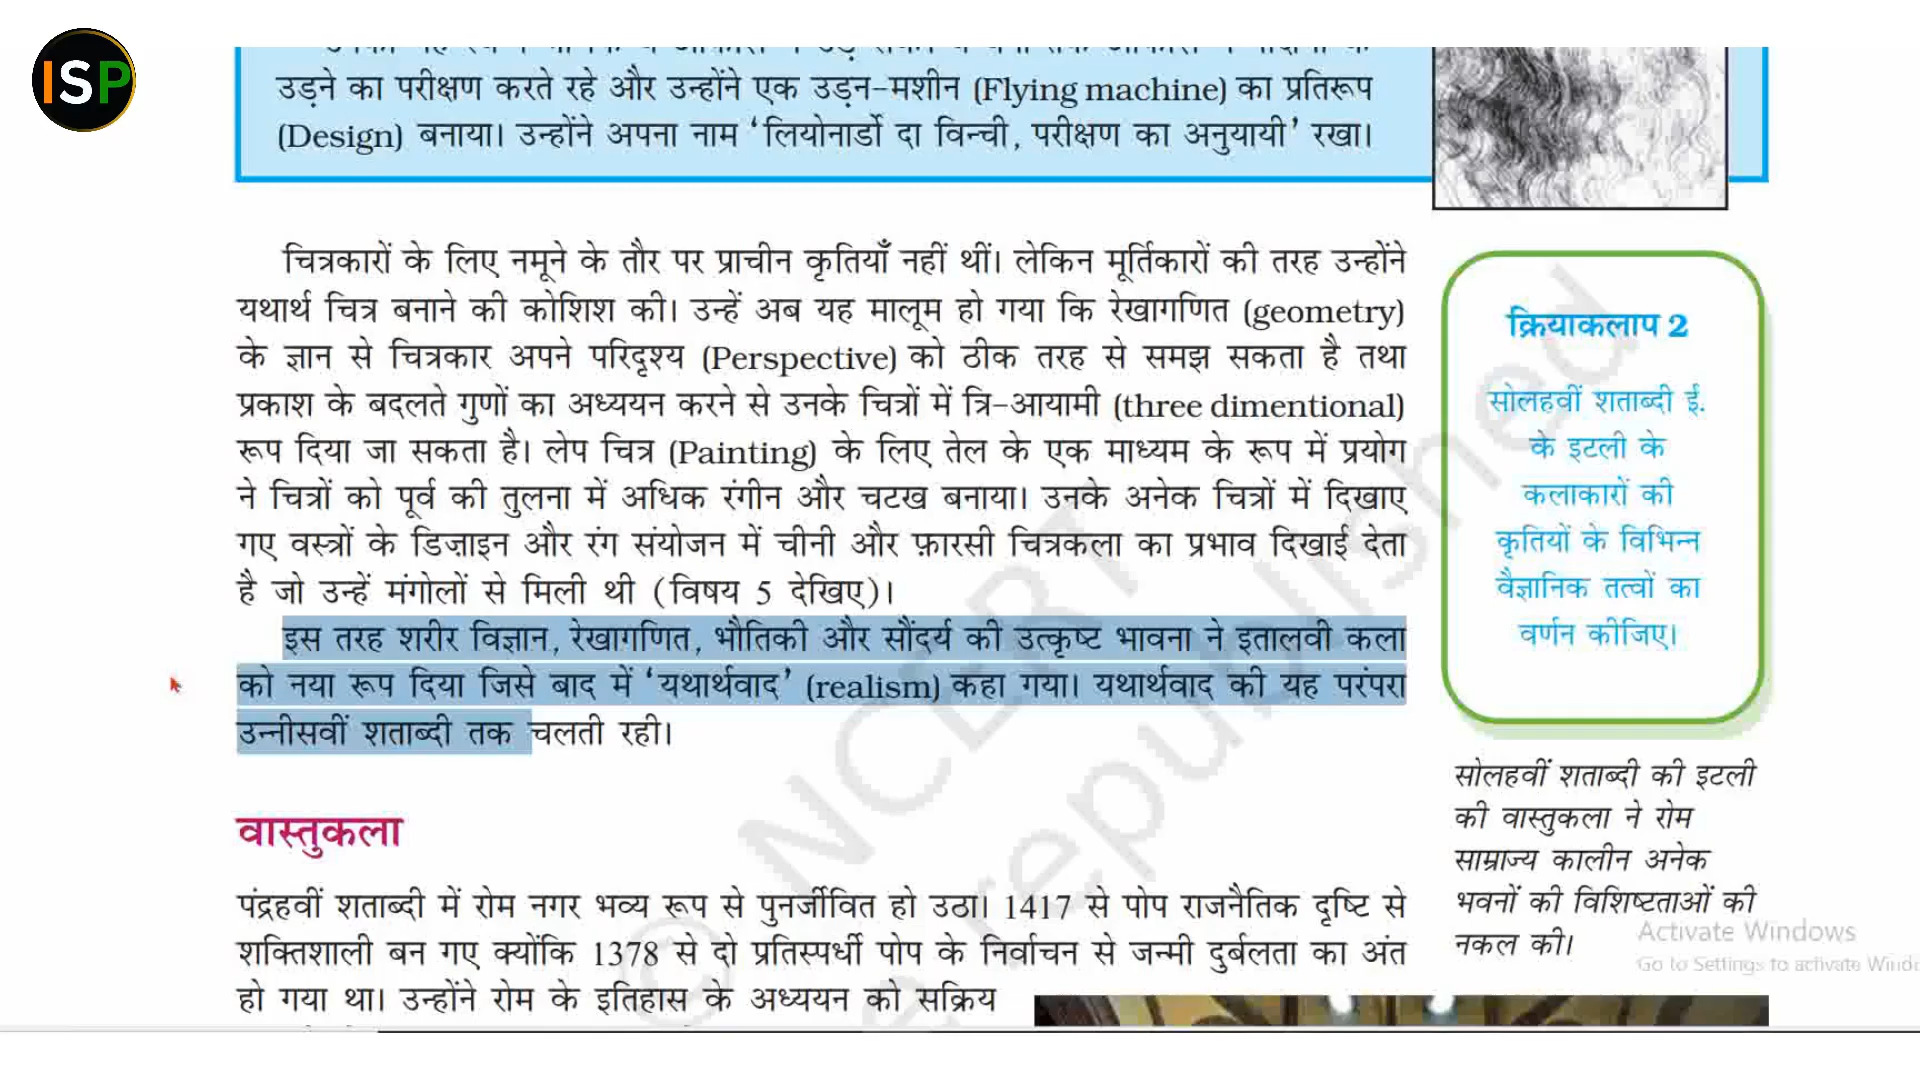 ISP
उड़ने का परीक्षण करते रहे और उन्होंने एक उड़न-मशीन (Flying machine) का प्रतिरूप
(Design) बनाया। उन्होंने अपना नाम ‘लियोनार्डो दा विन्ची, परीक्षण का अनुयायी’ रखा।
चित्रकारों के लिए नमूने के तौर पर प्राचीन कृतियाँ नहीं थीं। लेकिन मूर्तिकारों की तरह उन्होंने
यथार्थ चित्र बनाने की कोशिश की। उन्हें अब यह मालूम हो गया कि रेखागणित (geometry)
के ज्ञान से चित्रकार अपने परिदृश्य (Perspective) को ठीक तरह से समझ सकता है तथा
प्रकाश के बदलते गुणों का अध्ययन करने से उनके चित्रों में त्रि-आयामी (three dimentional)
रूप दिया जा सकता है। लेप चित्र (Painting) के लिए तेल के एक माध्यम के रूप में प्रयोग
ने चित्रों को पूर्व की तुलना में अधिक रंगीन और चटख बनाया। उनके अनेक चित्रों में दिखाए
गए वस्त्रों के डिज़ाइन और रंग संयोजन में चीनी और फ़ारसी चित्रकला का प्रभाव दिखाई देता
है जो उन्हें मंगोलों से मिली थी (विषय 5 देखिए)।
इस तरह शरीर विज्ञान, रेखागणित, भौतिकी और सौंदर्य की उत्कृष्ट भावना ने इतालवी कला
को नया रूप दिया जिसे बाद में ‘यथार्थवाद’ (realism) कहा गया। यथार्थवाद की यह परंपरा
उन्नीसवीं शताब्दी तक चलती रही।
वास्तुकला
पंद्रहवीं शताब्दी में रोम नगर भव्य रूप से पुनर्जीवित हो उठा। 1417 से पोप राजनैतिक दृष्टि से
शक्तिशाली बन गए क्योंकि 1378 से दो प्रतिस्पर्धी पोप के निर्वाचन से जन्मी दुर्बलता का अंत
हो गया था। उन्होंने रोम के इतिहास के अध्ययन को सक्रिय
क्रियाकलाप 2
सोलहवीं शताब्दी ई.
के इटली के
कलाकारों की
कृतियों के विभिन्न
वैज्ञानिक तत्वों का
वर्णन कीजिए।
सोलहवीं शताब्दी की इटली
की वास्तुकला ने रोम
साम्राज्य कालीन अनेक
भवनों की विशिष्टताओं की
नकल की।
Activate Windows
Go to Settings to activate Windo
© NCERT
e republished